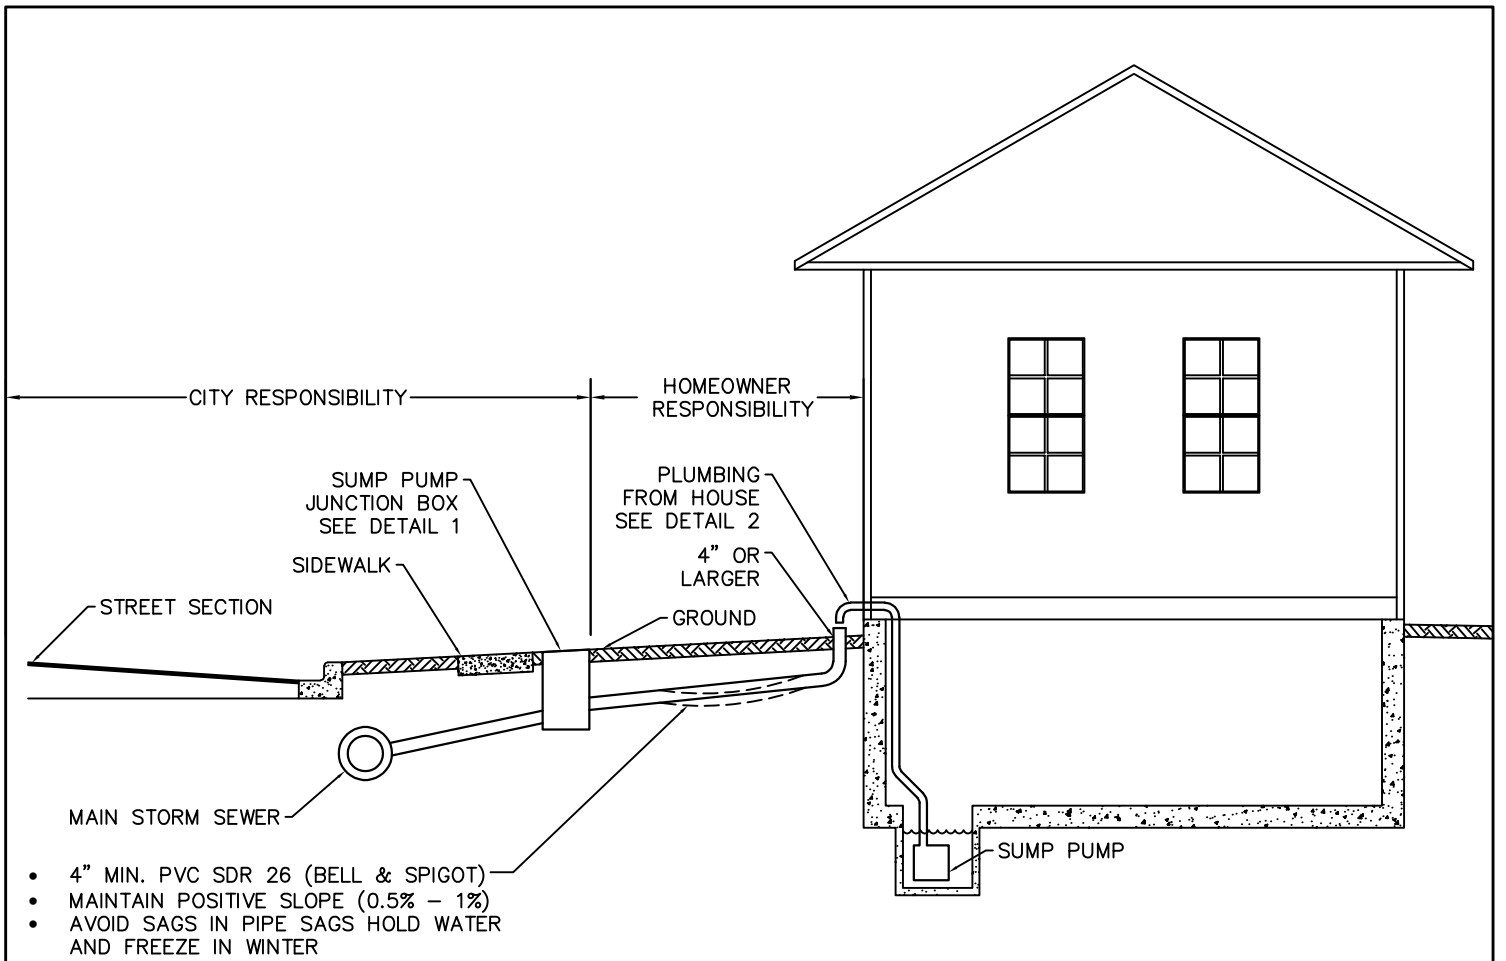 CITY RESPONSIBILITY
HOMEOWNER
RESPONSIBILITY
SUMP PUMP
JUNCTION BOX
SEE DETAIL 1
PLUMBING
FROM HOUSE
SEE DETAIL 2
4" OR
LARGER
SIDEWALK
STREET SECTION
GROUND
MAIN STORM SEWER
SUMP PUMP
• 4" MIN. PVC SDR 26 (BELL & SPIGOT)
• MAINTAIN POSITIVE SLOPE (0.5% – 1%)
• AVOID SAGS IN PIPE SAGS HOLD WATER
AND FREEZE IN WINTER